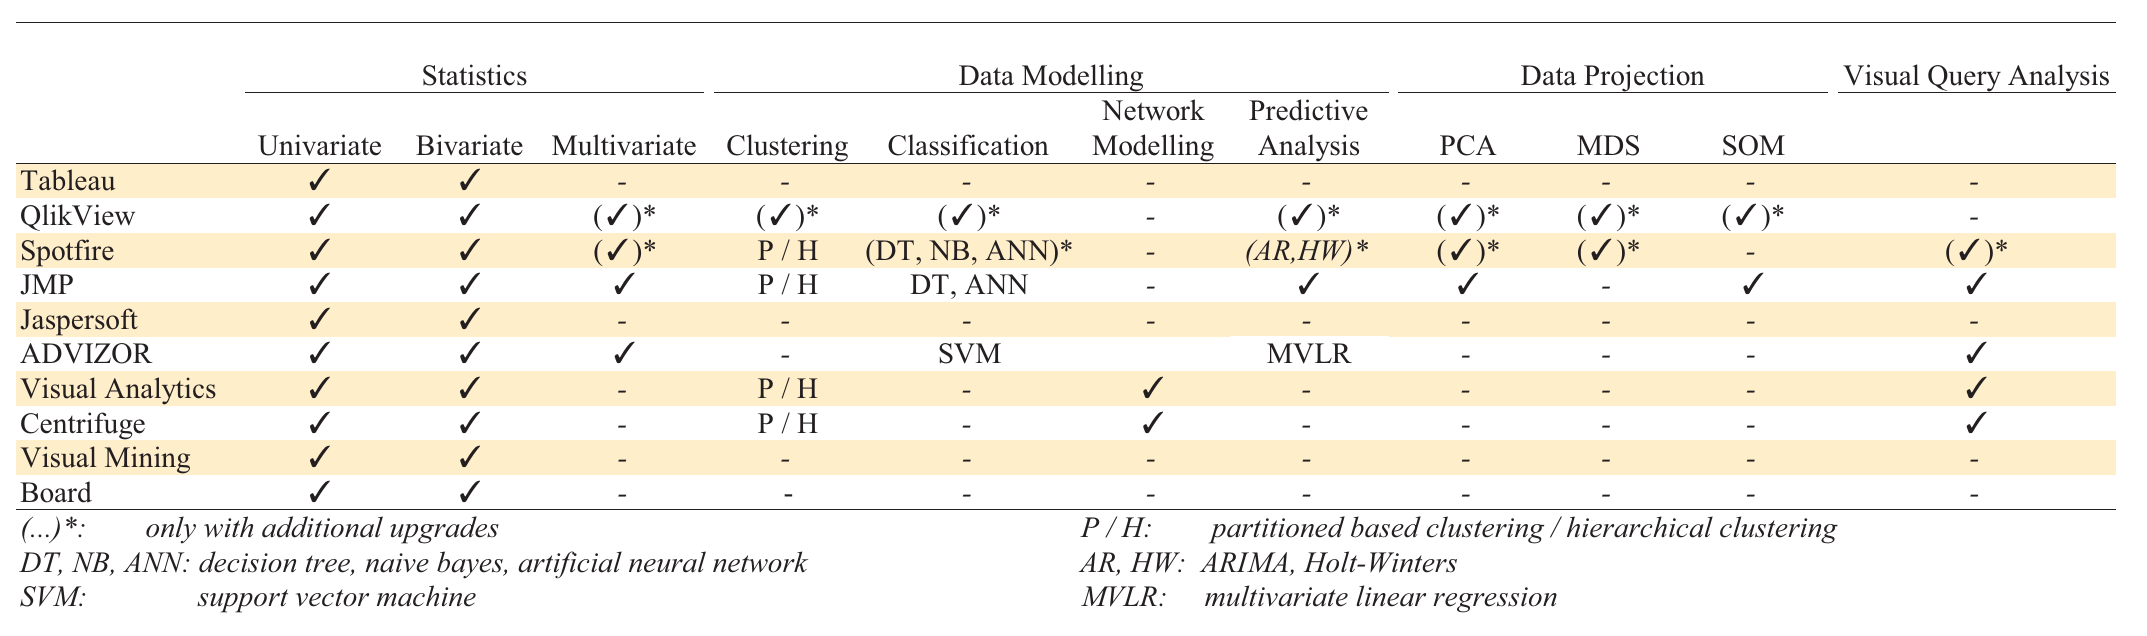 Statistics Data Modelling Data Projection Visual Query Analysis
Network Predictive
Univariate Bivariate Multivariate Clustering Classification Modelling Analysis PCA MDS SOM
Tableau ✓ ✓ - - - - - - - - -
QlikView ✓ ✓ (✓)* (✓)* (✓)* - (✓)* (✓)* (✓)* (✓)* -
Spotfire ✓ ✓ (✓)* P / H (DT, NB, ANN)* - (AR,HW)* (✓)* (✓)* - (✓)*
JMP ✓ ✓ ✓ P / H DT, ANN - ✓ ✓ - ✓ ✓
Jaspersoft ✓ ✓ - - - - - - - - -
ADVIZOR ✓ ✓ ✓ - SVM MVLR - - - ✓
Visual Analytics ✓ ✓ - P / H - ✓ - - - - ✓
Centrifuge ✓ ✓ - P / H - ✓ - - - - ✓
Visual Mining ✓ ✓ - - - - - - - - -
Board ✓ ✓ - - - - - - - - -
(...)*: only with additional upgrades P / H: partitioned based clustering / hierarchical clustering
DT, NB, ANN: decision tree, naive bayes, artificial neural network AR, HW: ARIMA, Holt-Winters
SVM: support vector machine MVLR: multivariate linear regression